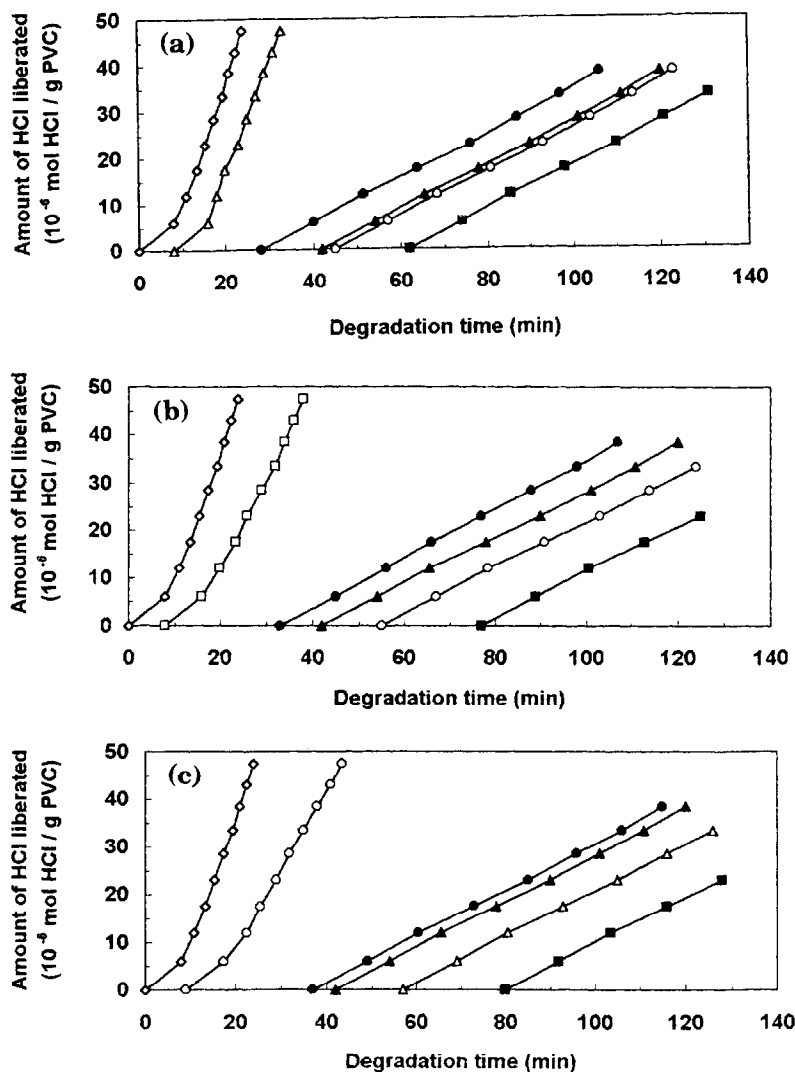 (a)
Amount of HCl liberated
(10⁻⁶ mol HCl / g PVC)
50
40
30
20
10
0
0 20 40 60 80 100 120 140
Degradation time (min)
(b)
Amount of HCl liberated
(10⁻⁶ mol HCl / g PVC)
50
40
30
20
10
0
0 20 40 60 80 100 120 140
Degradation time (min)
(c)
Amount of HCl liberated
(10⁻⁶ mol HCl / g PVC)
50
40
30
20
10
0
0 20 40 60 80 100 120 140
Degradation time (min)